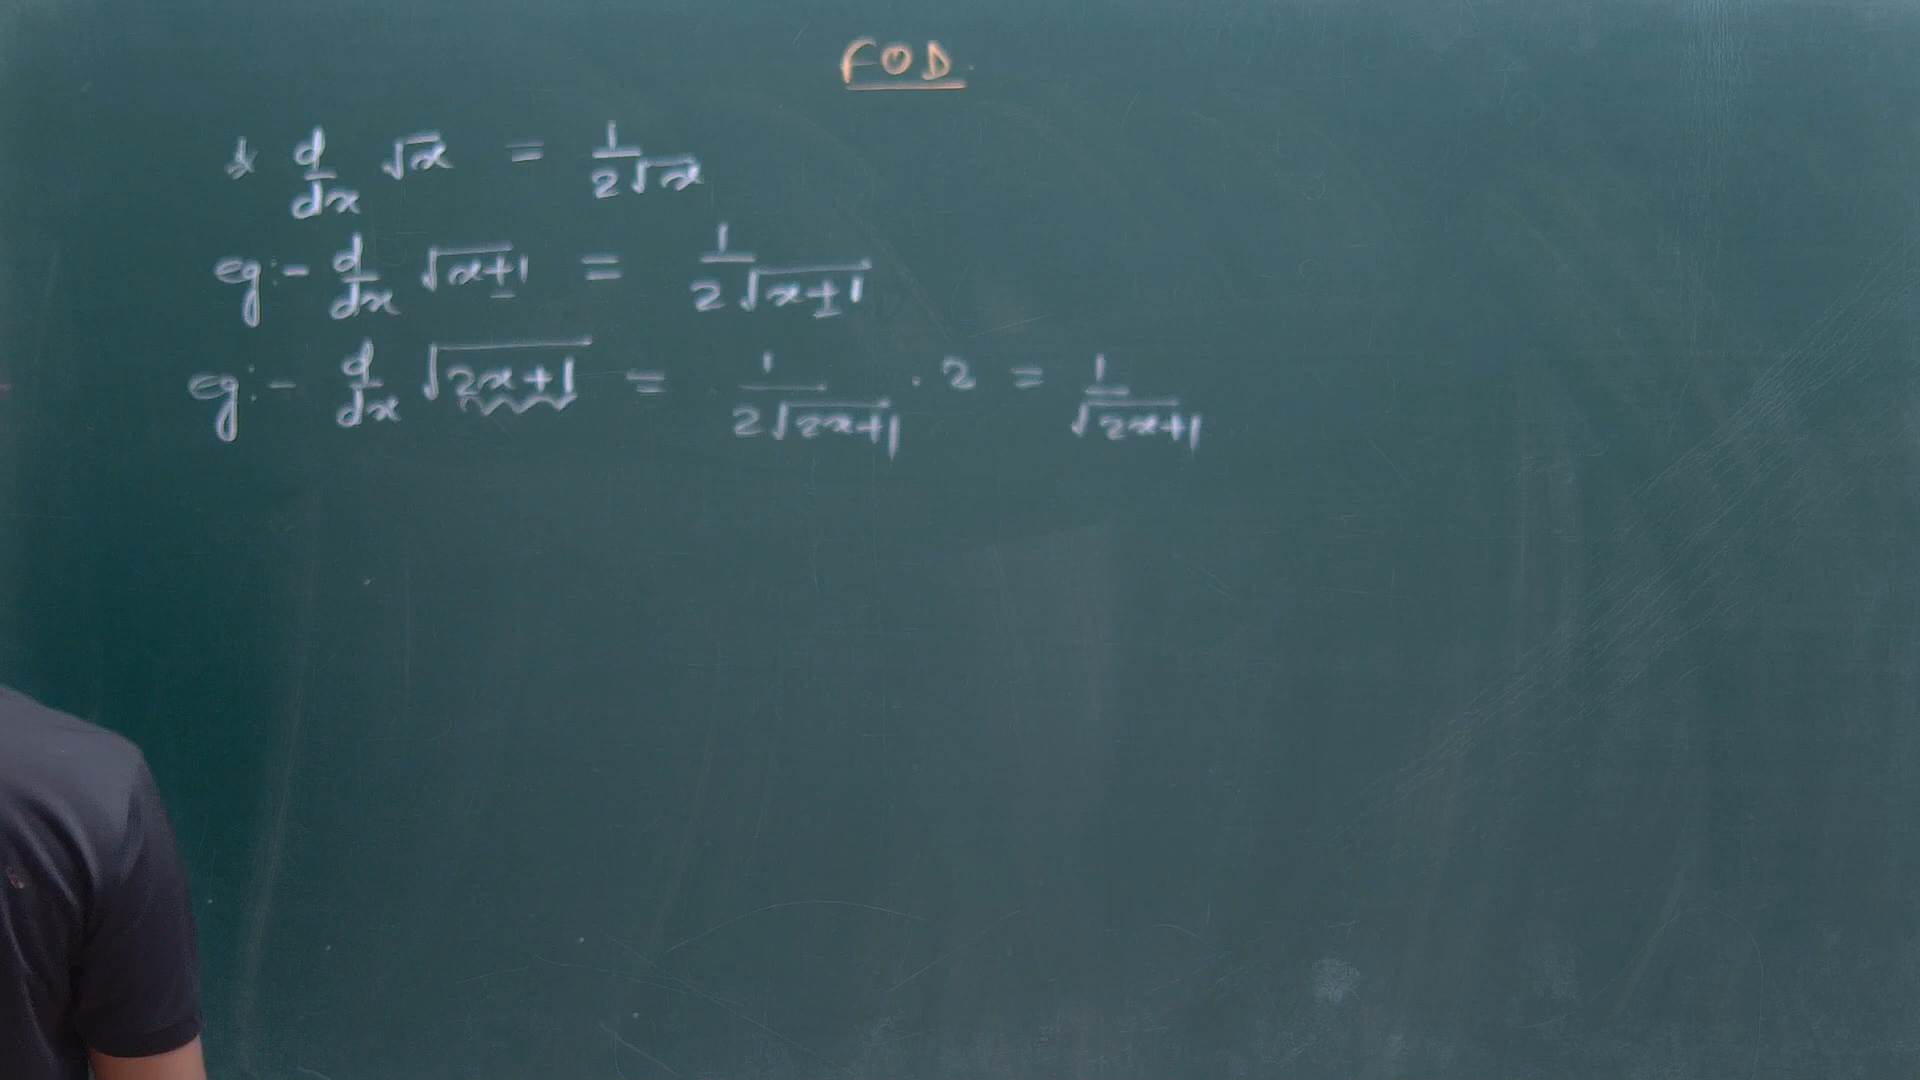 FOD.
* d/dx √x = 1/(2√x)
eg:- d/dx √(x+1) = 1/(2√(x+1))
eg:- d/dx √(2x+1) = 1/(2√(2x+1)) . 2 = 1/√(2x+1)